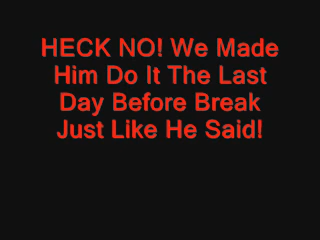 HECK NO! We Made
Him Do It The Last
Day Before Break
Just Like He Said!